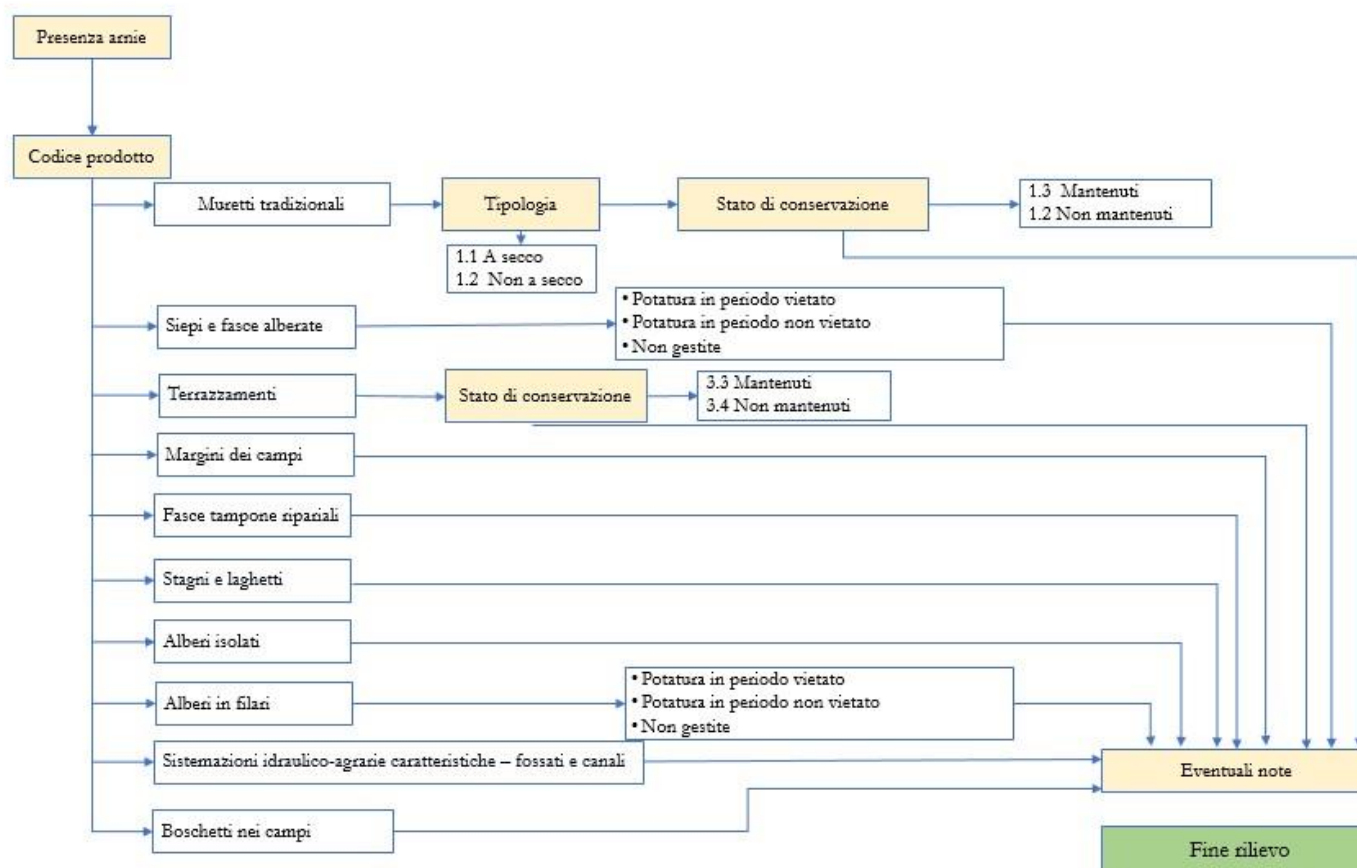 Presenza arnie
Codice prodotto
Muretti tradizionali
Tipologia
Stato di conservazione
1.3 Mantenuti
1.2 Non mantenuti
1.1 A secco
1.2 Non a secco
Siepi e fasce alberate
• Potatura in periodo vietato
• Potatura in periodo non vietato
• Non gestite
Terrazzamenti
Stato di conservazione
3.3 Mantenuti
3.4 Non mantenuti
Margini dei campi
Fasce tampone ripariali
Stagni e laghetti
Alberi isolati
Alberi in filari
• Potatura in periodo vietato
• Potatura in periodo non vietato
• Non gestite
Sistemazioni idraulico-agrarie caratteristiche – fossati e canali
Eventuali note
Boschetti nei campi
Fine rilievo